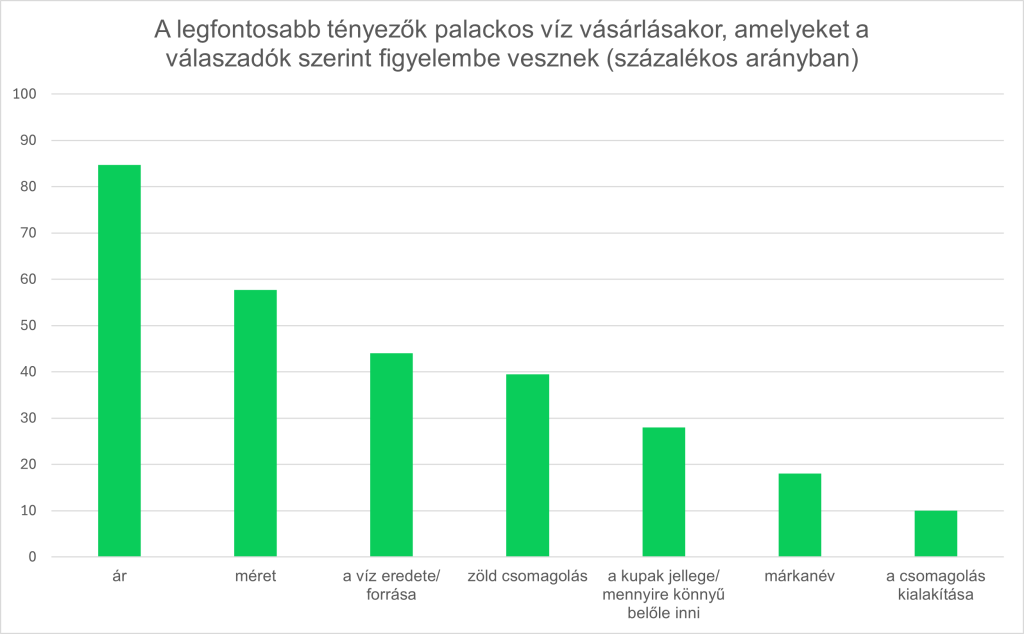 A legfontosabb tényezők palackos víz vásárlásakor, amelyeket a
válaszadók szerint figyelembe vesznek (százalékos arányban)
100
90
80
70
60
50
40
30
20
10
0
ár
méret
a víz eredete/
forrása
zöld csomagolás
a kupak jellege/
mennyire könnyű
belőle inni
márkanév
a csomagolás
kialakítása